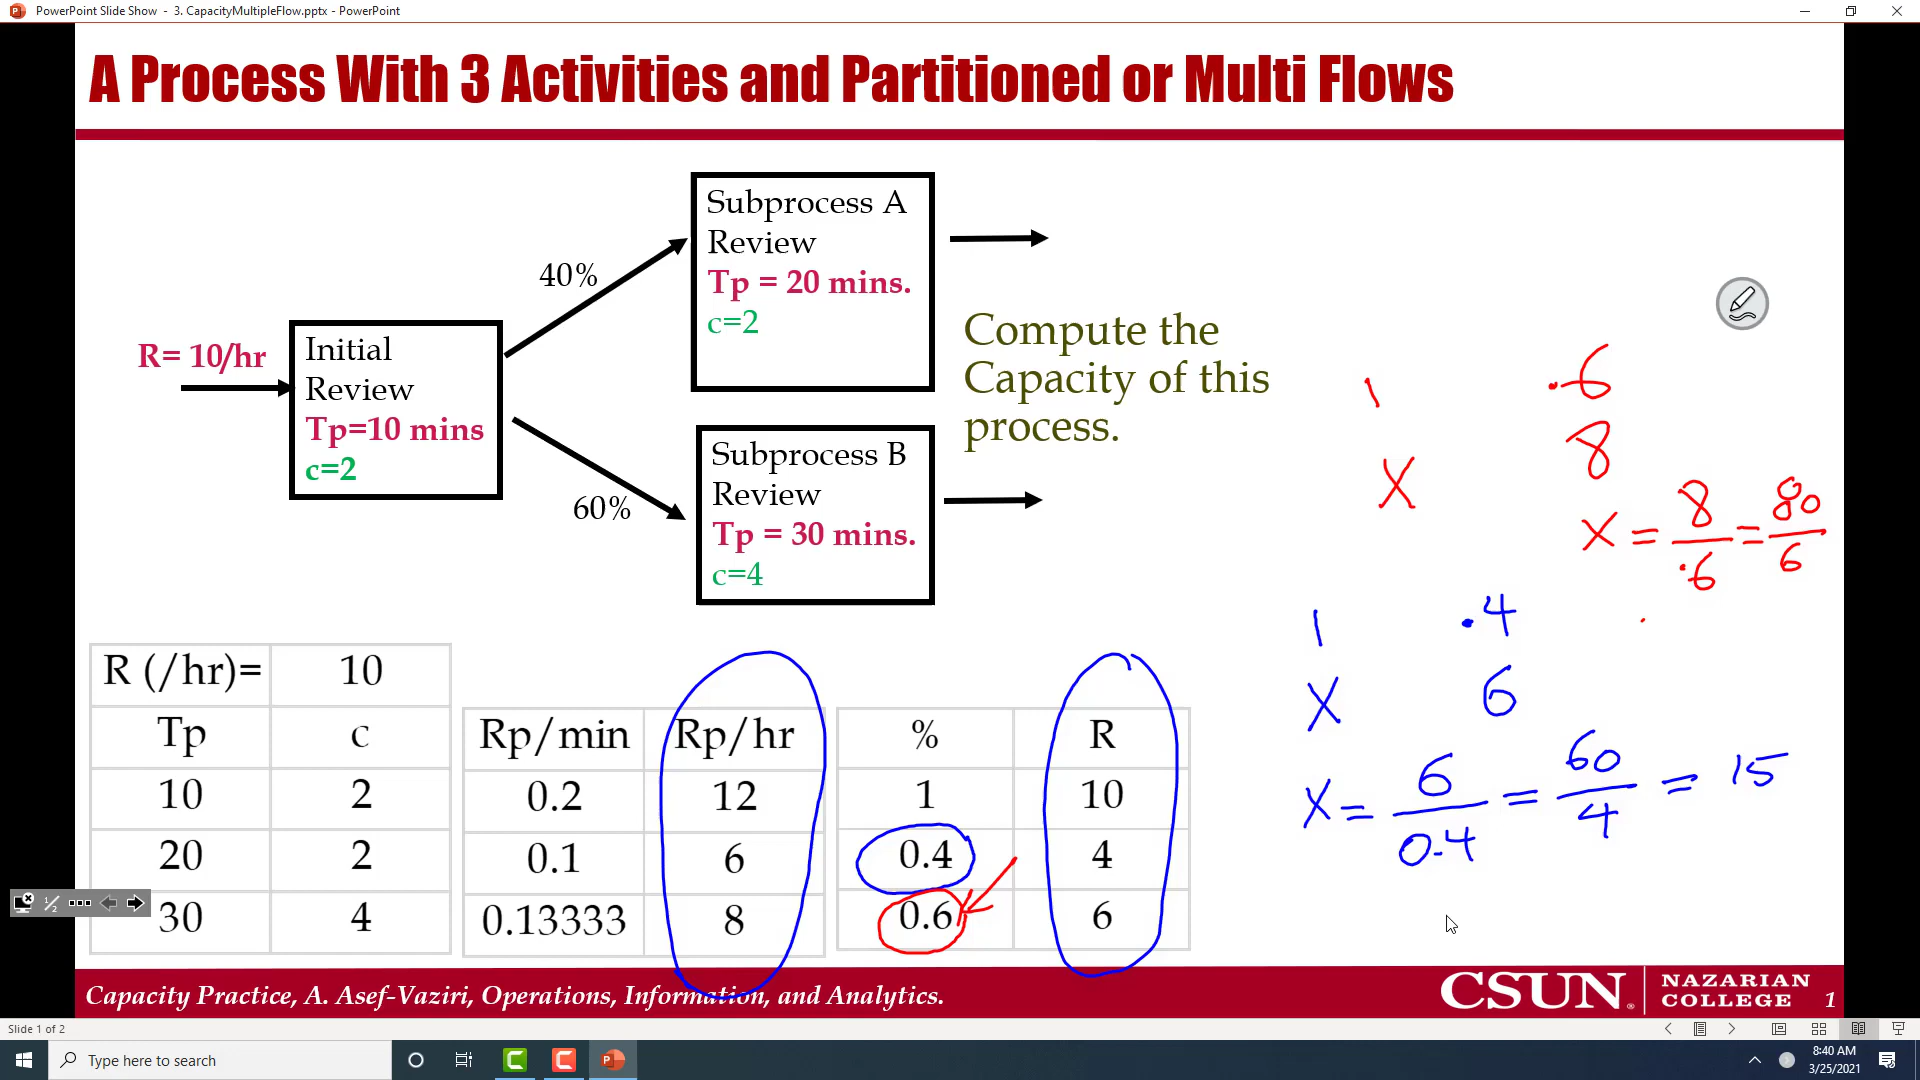 PowerPoint Slide Show - 3. CapacityMultipleFlow.pptx - PowerPoint
A Process With 3 Activities and Partitioned or Multi Flows
R= 10/hr
Initial
Review
Tp=10 mins
c=2
40%
60%
Subprocess A
Review
Tp = 20 mins.
c=2
Subprocess B
Review
Tp = 30 mins.
c=4
Compute the
Capacity of this
process.
1 .6
X 8
X = 8/.6 = 80/6
1 .4
X 6
X = 6/0.4 = 60/4 = 15
R (/hr)= 10
Tp c
10 2
20 2
30 4
Rp/min Rp/hr
0.2 12
0.1 6
0.13333 8
% R
1 10
0.4 4
0.6 6
Capacity Practice, A. Asef-Vaziri, Operations, Information, and Analytics.
CSUN® NAZARIAN
COLLEGE 1
Slide 1 of 2
Type here to search
8:40 AM
3/25/2021